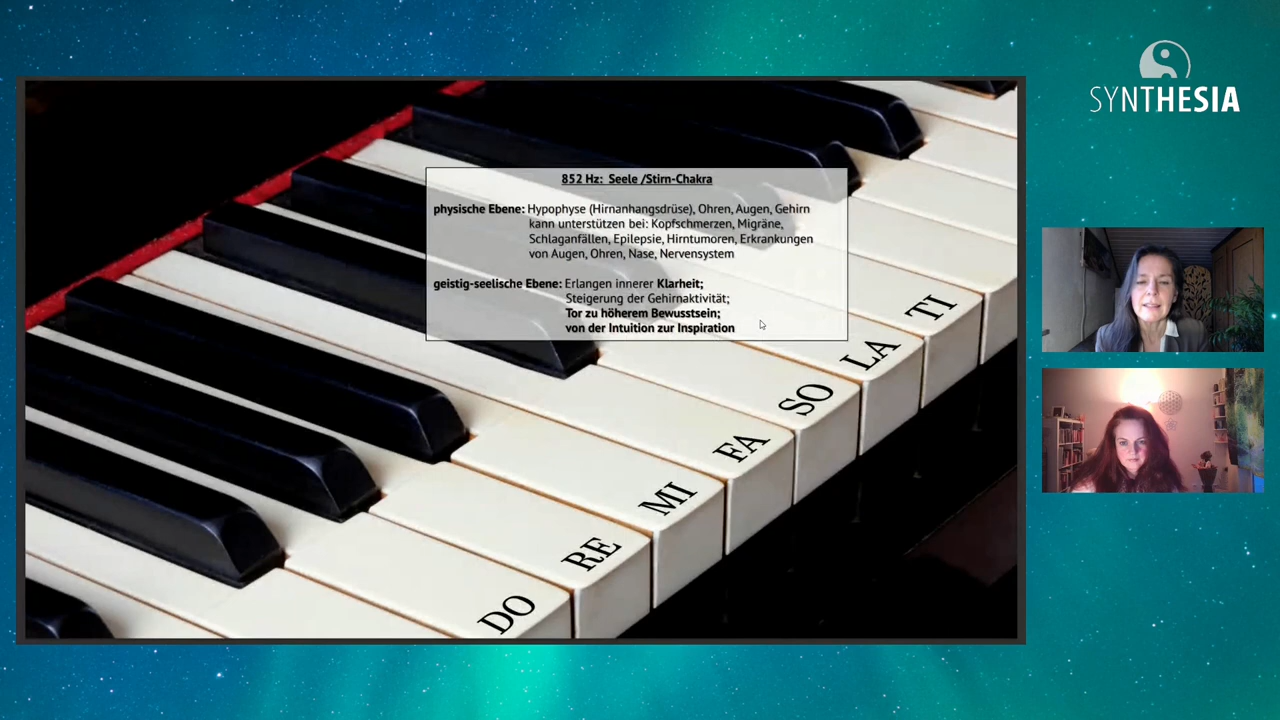 852 Hz: Seele /Stirn-Chakra
physische Ebene: Hypophyse (Hirnanhangsdrüse), Ohren, Augen, Gehirn
kann unterstützen bei: Kopfschmerzen, Migräne,
Schlaganfällen, Epilepsie, Hirntumoren, Erkrankungen
von Augen, Ohren, Nase, Nervensystem
geistig-seelische Ebene: Erlangen innerer Klarheit;
Steigerung der Gehirnaktivität;
Tor zu höherem Bewusstsein;
von der Intuition zur Inspiration
DO
RE
MI
FA
SO
LA
TI
SYNTHESIA